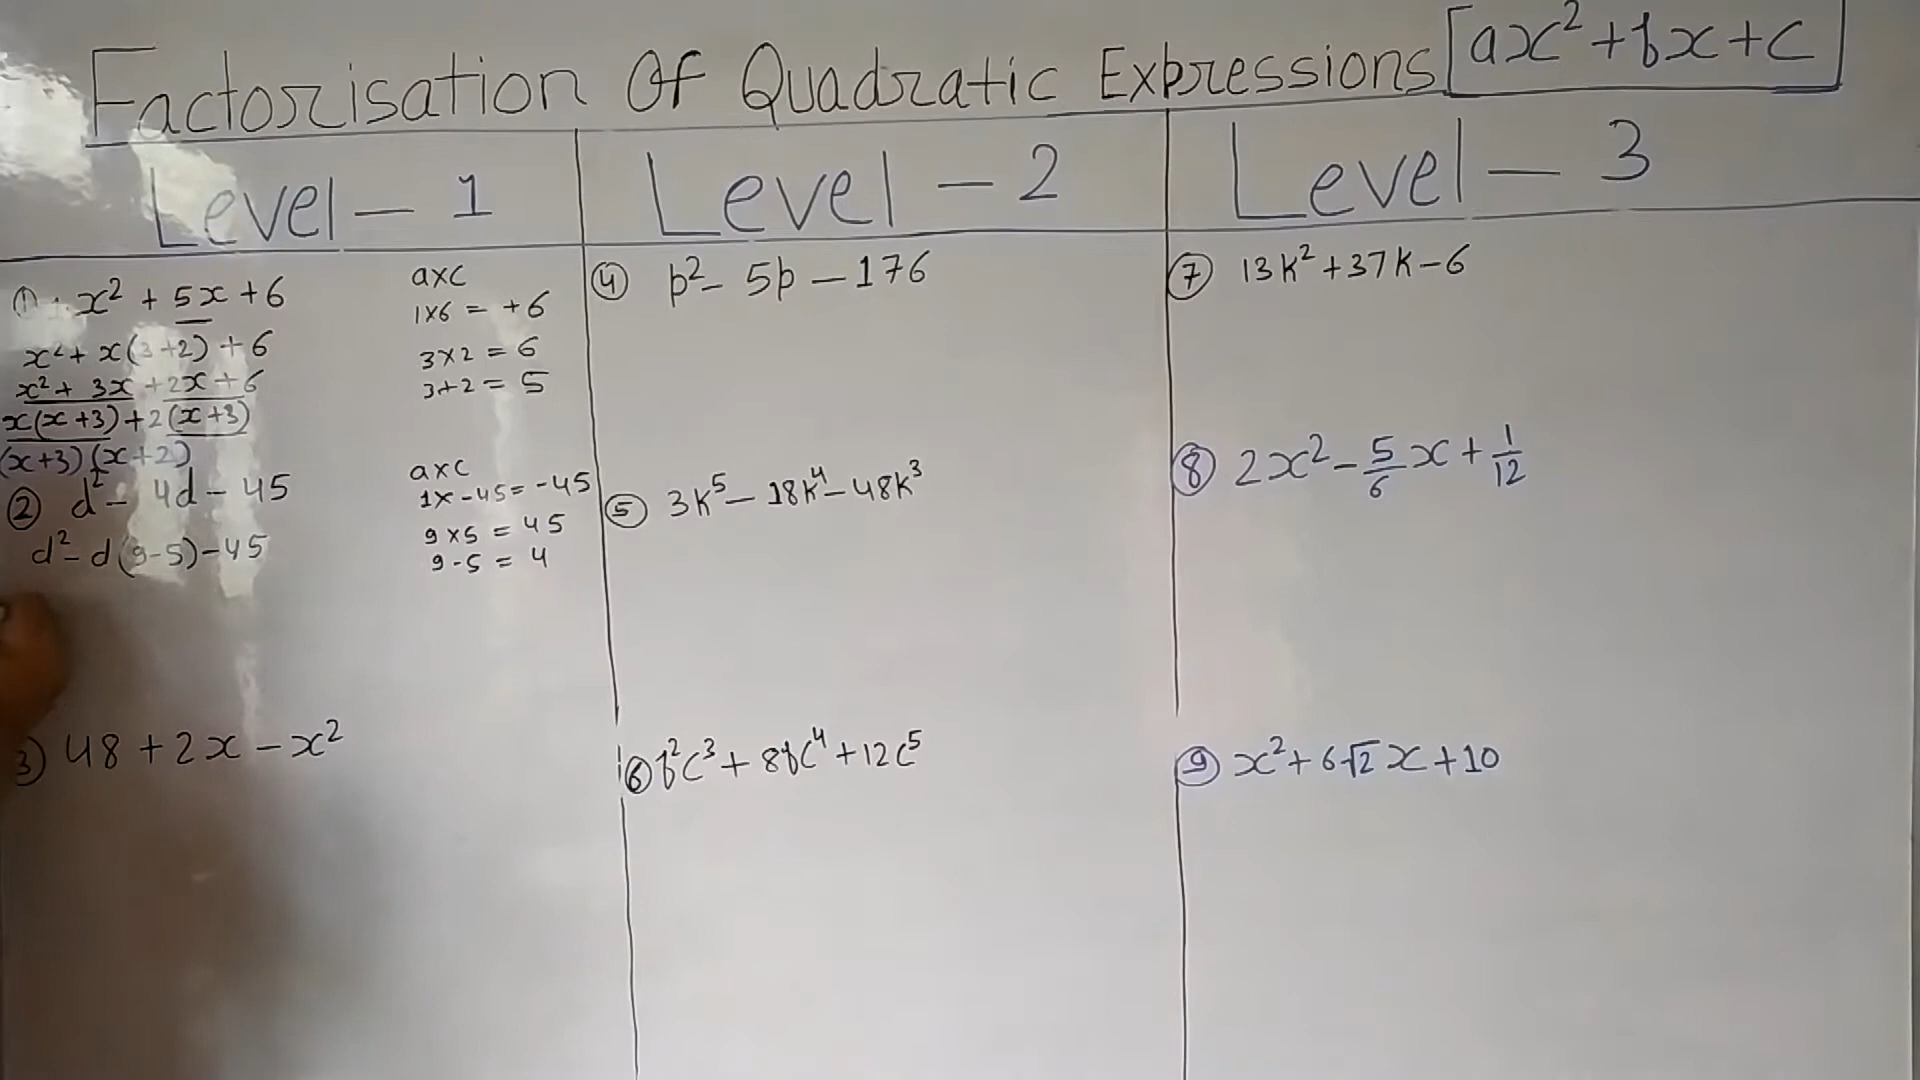 Factorisation Of Quadratic Expressions [ax²+bx+c]
Level – 1
① x² + 5x + 6
x² + x(3+2) + 6
x² + 3x + 2x + 6
x(x+3) + 2(x+3)
(x+3)(x+2)
axc
1x6 = +6
3x2 = 6
3+2 = 5
② d² – 4d – 45
d² – d(9-5) – 45
axc
1x-45 = -45
9x5 = 45
9-5 = 4
3) 48 + 2x – x²
Level – 2
④ p² – 5p – 176
⑤ 3k⁵ – 18k⁴ – 48k³
⑥ b²c³ + 8bc⁴ + 12c⁵
Level – 3
⑦ 13k² + 37k – 6
⑧ 2x² – 5/6 x + 1/12
⑨ x² + 6√2 x + 10